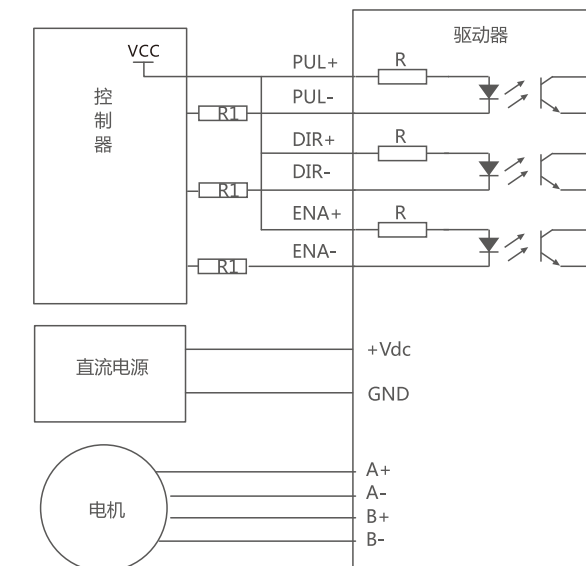 驱动器
VCC
控制器
PUL+
R
PUL-
R1
DIR+
R
DIR-
R1
ENA+
R
ENA-
R1
直流电源
+Vdc
GND
电机
A+
A-
B+
B-